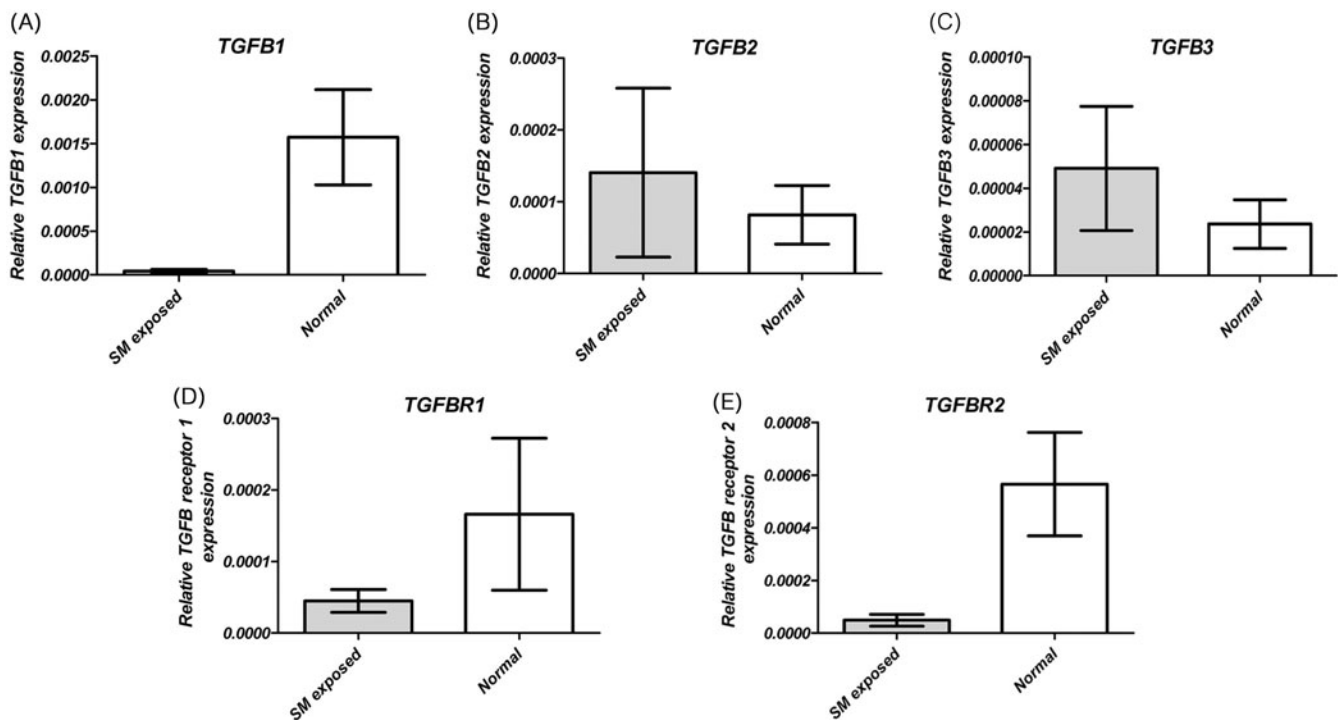 (A)
TGFB1
Relative TGFB1 expression
0.0025
0.0020
0.0015
0.0010
0.0005
0.0000
SM exposed
Normal
(B)
TGFB2
Relative TGFB2 expression
0.0003
0.0002
0.0001
0.0000
SM exposed
Normal
(C)
TGFB3
Relative TGFB3 expression
0.00010
0.00008
0.00006
0.00004
0.00002
0.00000
SM exposed
Normal
(D)
TGFBR1
Relative TGFB receptor 1
expression
0.0003
0.0002
0.0001
0.0000
SM exposed
Normal
(E)
TGFBR2
Relative TGFB receptor 2
expression
0.0008
0.0006
0.0004
0.0002
0.0000
SM exposed
Normal